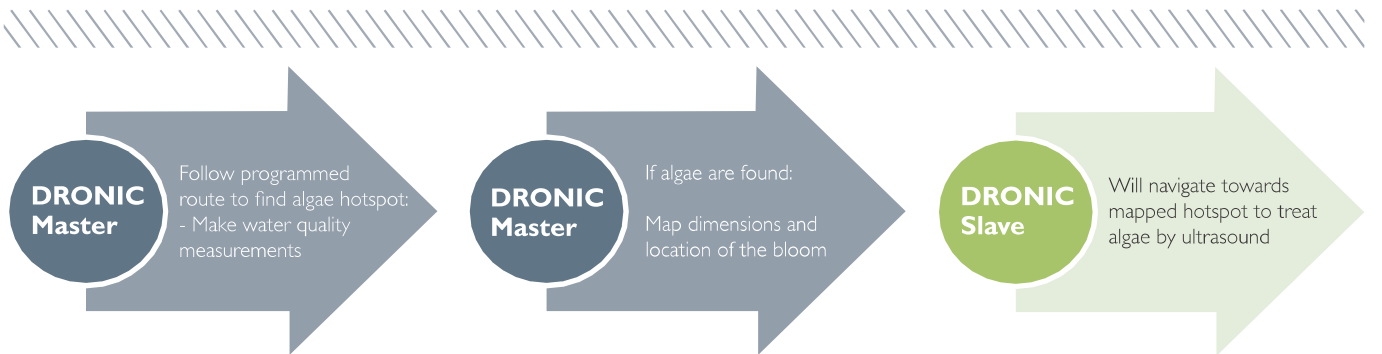 DRONIC
Master
Follow programmed
route to find algae hotspot:
- Make water quality
measurements
DRONIC
Master
If algae are found:
Map dimensions and
location of the bloom
DRONIC
Slave
Will navigate towards
mapped hotspot to treat
algae by ultrasound